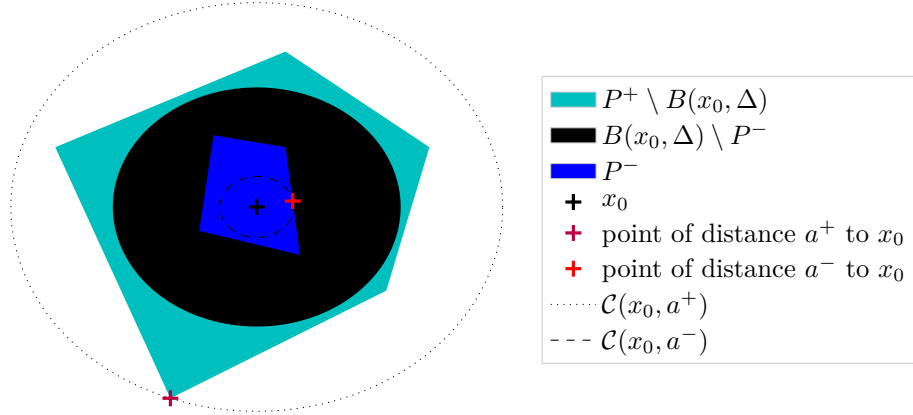 P⁺ \ B(x₀, Δ)
B(x₀, Δ) \ P⁻
P⁻
x₀
point of distance a⁺ to x₀
point of distance a⁻ to x₀
𝒞(x₀, a⁺)
𝒞(x₀, a⁻)